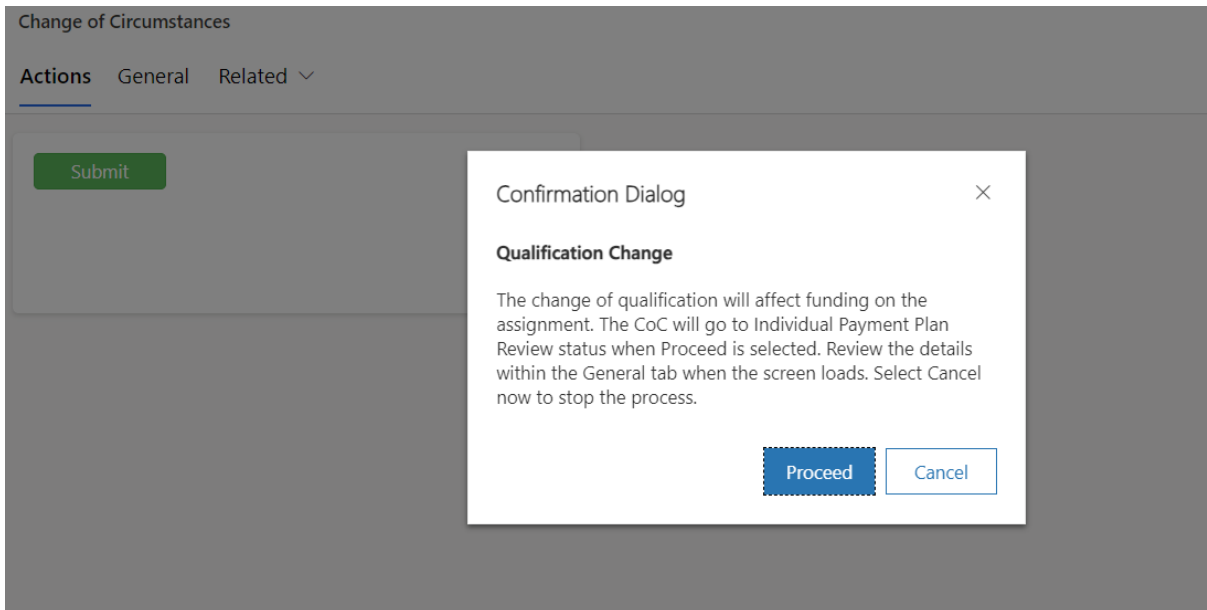 Change of Circumstances
Actions General Related
Submit
Confirmation Dialog
Qualification Change
The change of qualification will affect funding on the
assignment. The CoC will go to Individual Payment Plan
Review status when Proceed is selected. Review the details
within the General tab when the screen loads. Select Cancel
now to stop the process.
Proceed Cancel